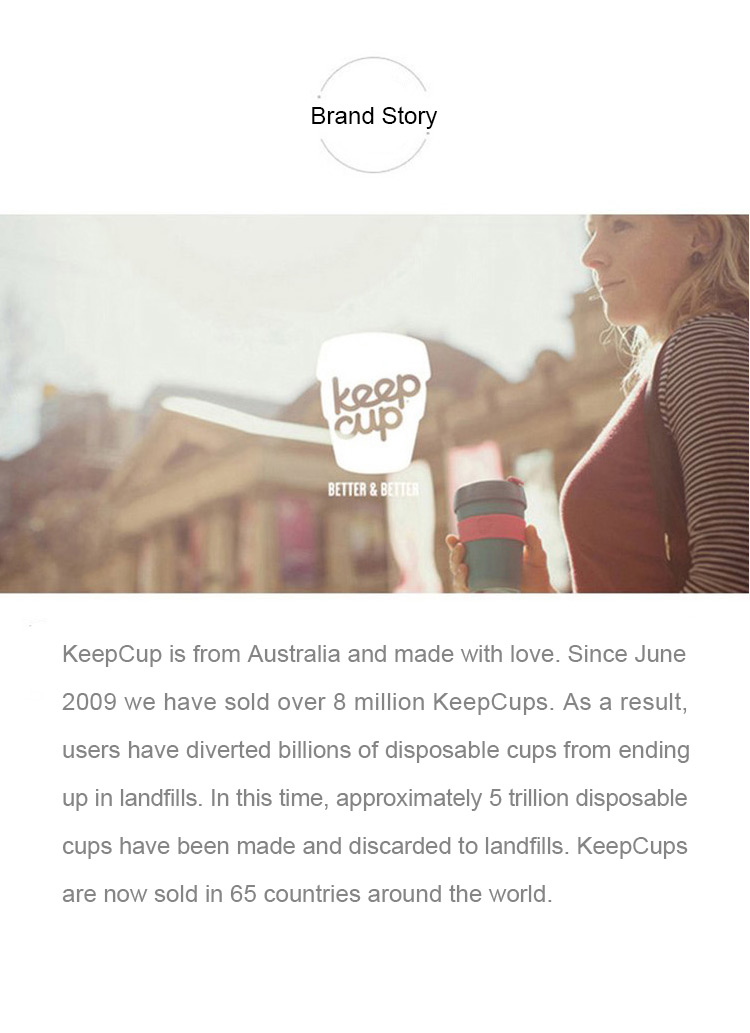 Brand Story
keep
cup
BETTER & BETTER
KeepCup is from Australia and made with love. Since June
2009 we have sold over 8 million KeepCups. As a result,
users have diverted billions of disposable cups from ending
up in landfills. In this time, approximately 5 trillion disposable
cups have been made and discarded to landfills. KeepCups
are now sold in 65 countries around the world.